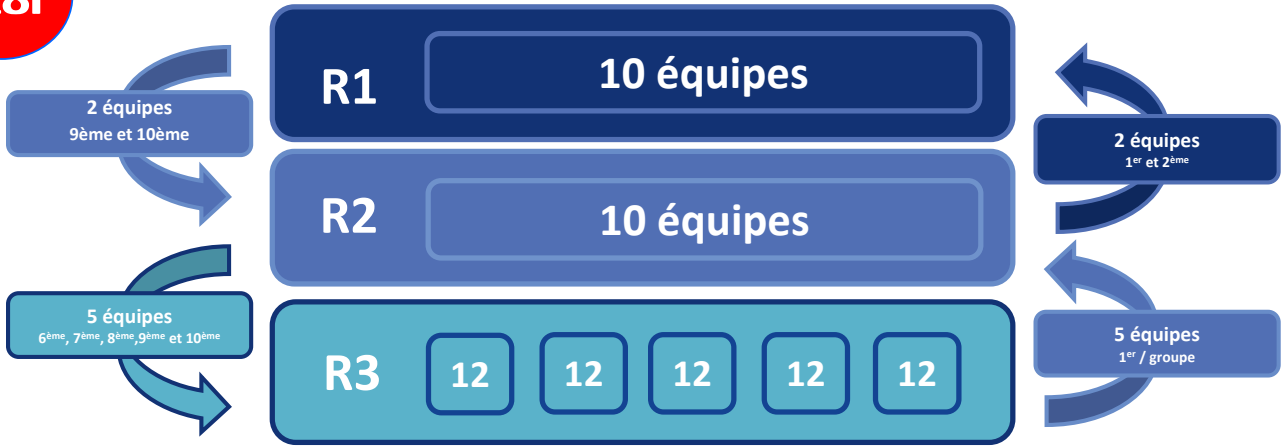 R1
10 équipes
2 équipes
9ème et 10ème
2 équipes
1er et 2ème
R2
10 équipes
5 équipes
6ème, 7ème, 8ème,9ème et 10ème
5 équipes
1er / groupe
R3
12
12
12
12
12